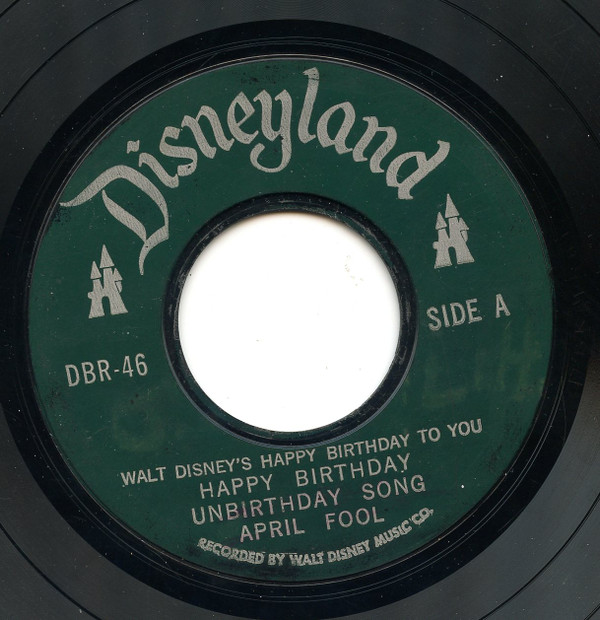 Disneyland
SIDE A
DBR-46
WALT DISNEY'S HAPPY BIRTHDAY TO YOU
HAPPY BIRTHDAY
UNBIRTHDAY SONG
APRIL FOOL
RECORDED BY WALT DISNEY MUSIC CO.